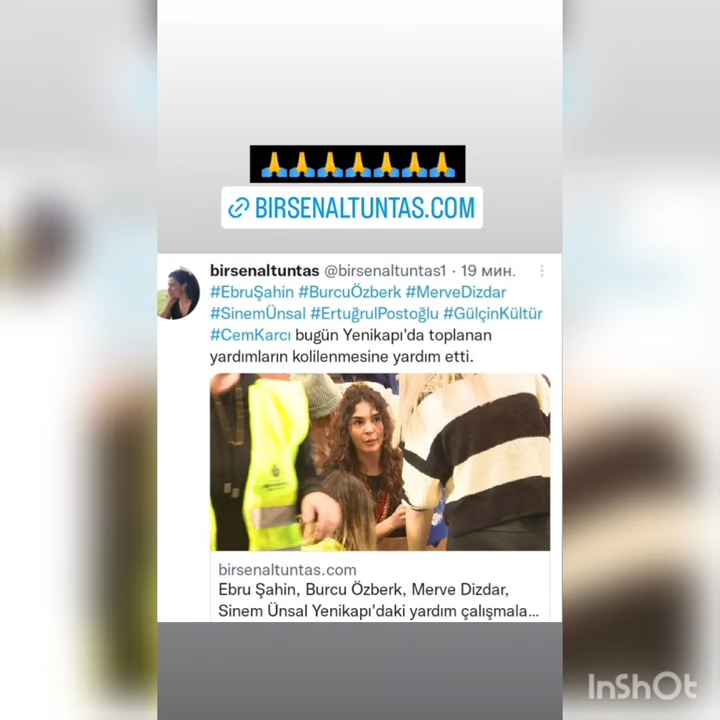 BIRSENALTUNTAS.COM
birsenaltuntas @birsenaltuntas1 · 19 мин.
#EbruŞahin #BurcuÖzberk #MerveDizdar
#SinemÜnsal #ErtuğrulPostoğlu #GülçinKültür
#CemKarcı bugün Yenikapı'da toplanan
yardımların kolilenmesine yardım etti.
birsenaltuntas.com
Ebru Şahin, Burcu Özberk, Merve Dizdar,
Sinem Ünsal Yenikapı'daki yardım çalışmala...
InShOt